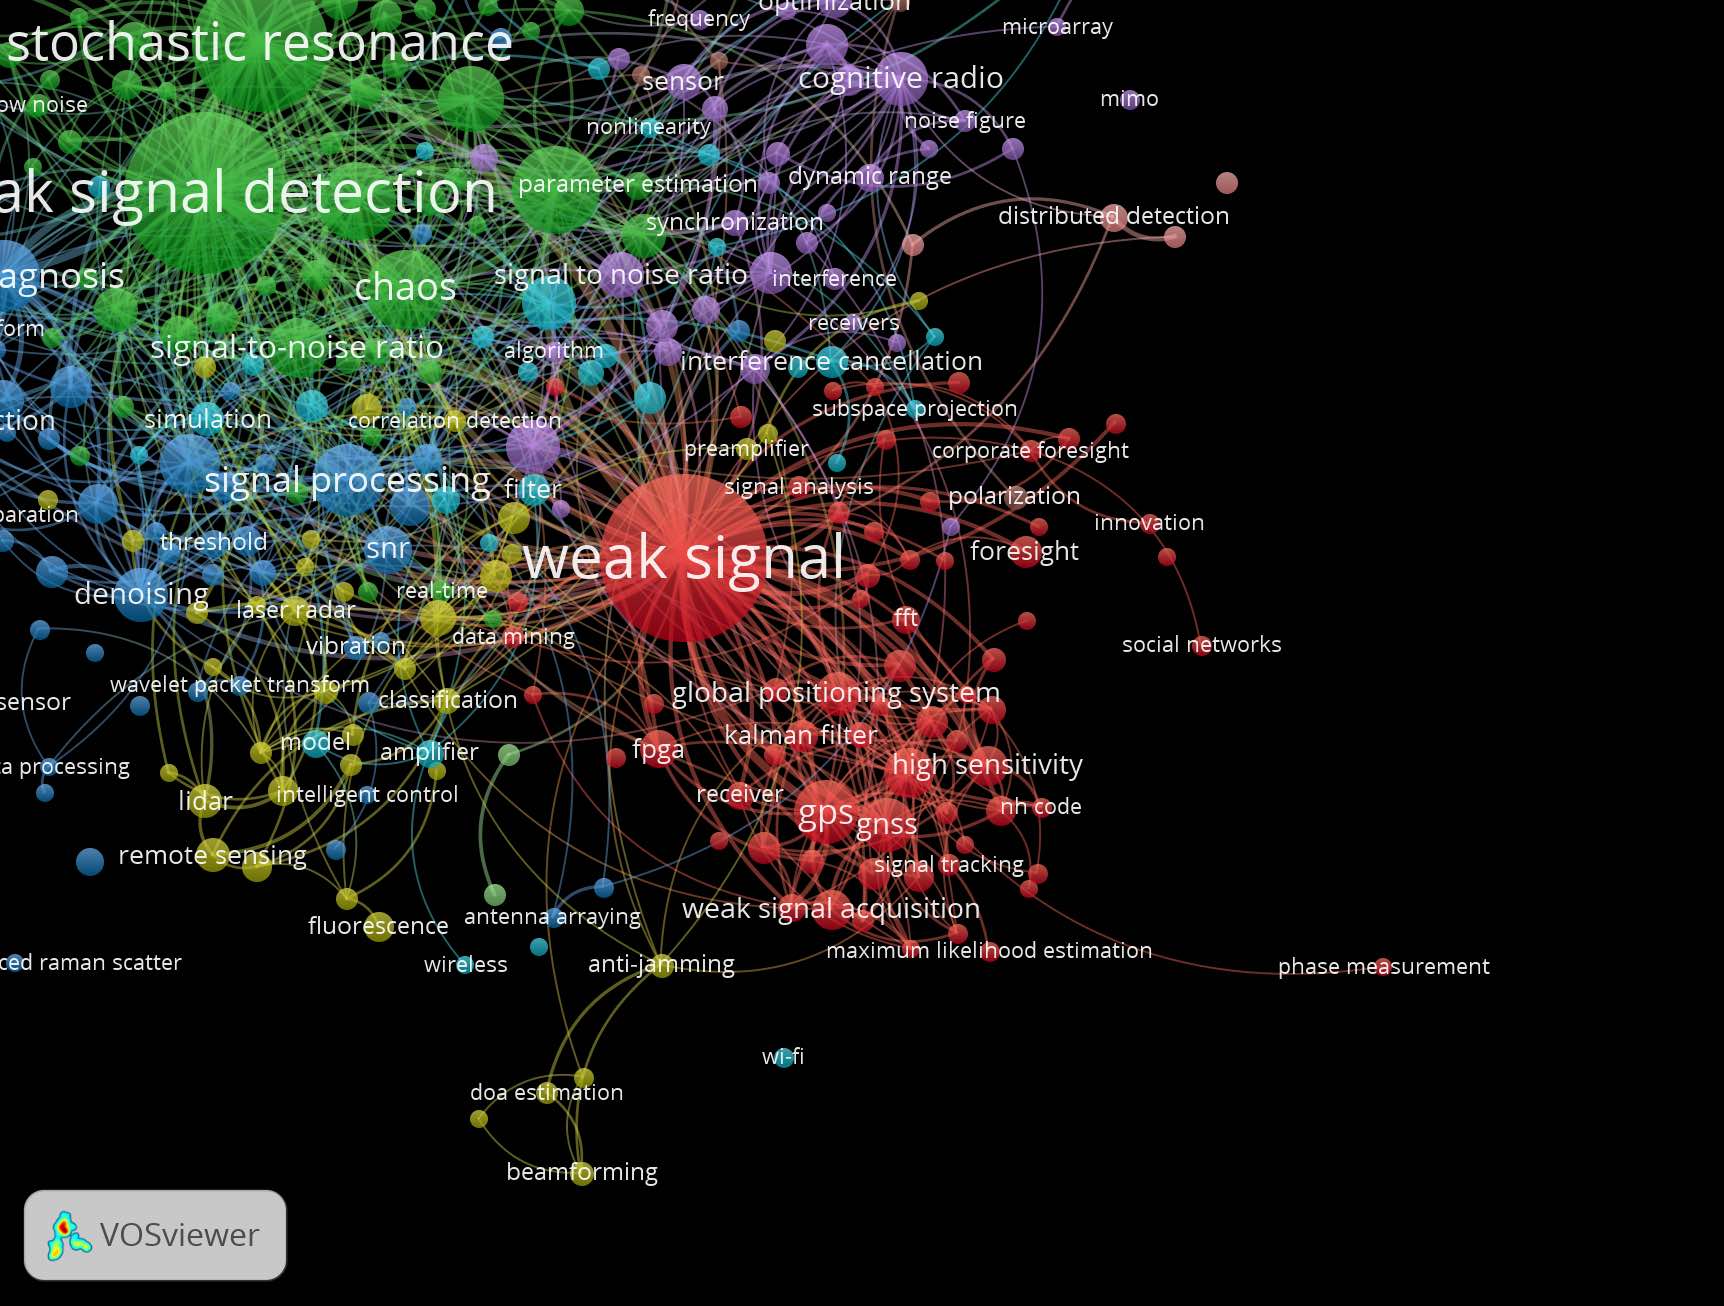 optimization
frequency
microarray
stochastic resonance
sensor
cognitive radio
mimo
ow noise
nonlinearity
noise figure
ak signal detection
parameter estimation
dynamic range
synchronization
distributed detection
agnosis
chaos
signal to noise ratio
interference
form
receivers
signal-to-noise ratio
algorithm
interference cancellation
ction
simulation
correlation detection
subspace projection
preamplifier
corporate foresight
signal processing
filter
signal analysis
polarization
paration
innovation
threshold
snr
weak signal
foresight
denoising
real-time
laser radar
fft
vibration
data mining
social networks
wavelet packet transform
classification
global positioning system
sensor
model
amplifier
fpga
kalman filter
ta processing
high sensitivity
lidar
intelligent control
receiver
gps
gnss
nh code
remote sensing
signal tracking
fluorescence
antenna arraying
weak signal acquisition
ced raman scatter
wireless
anti-jamming
maximum likelihood estimation
phase measurement
wi-fi
doa estimation
beamforming
VOSviewer